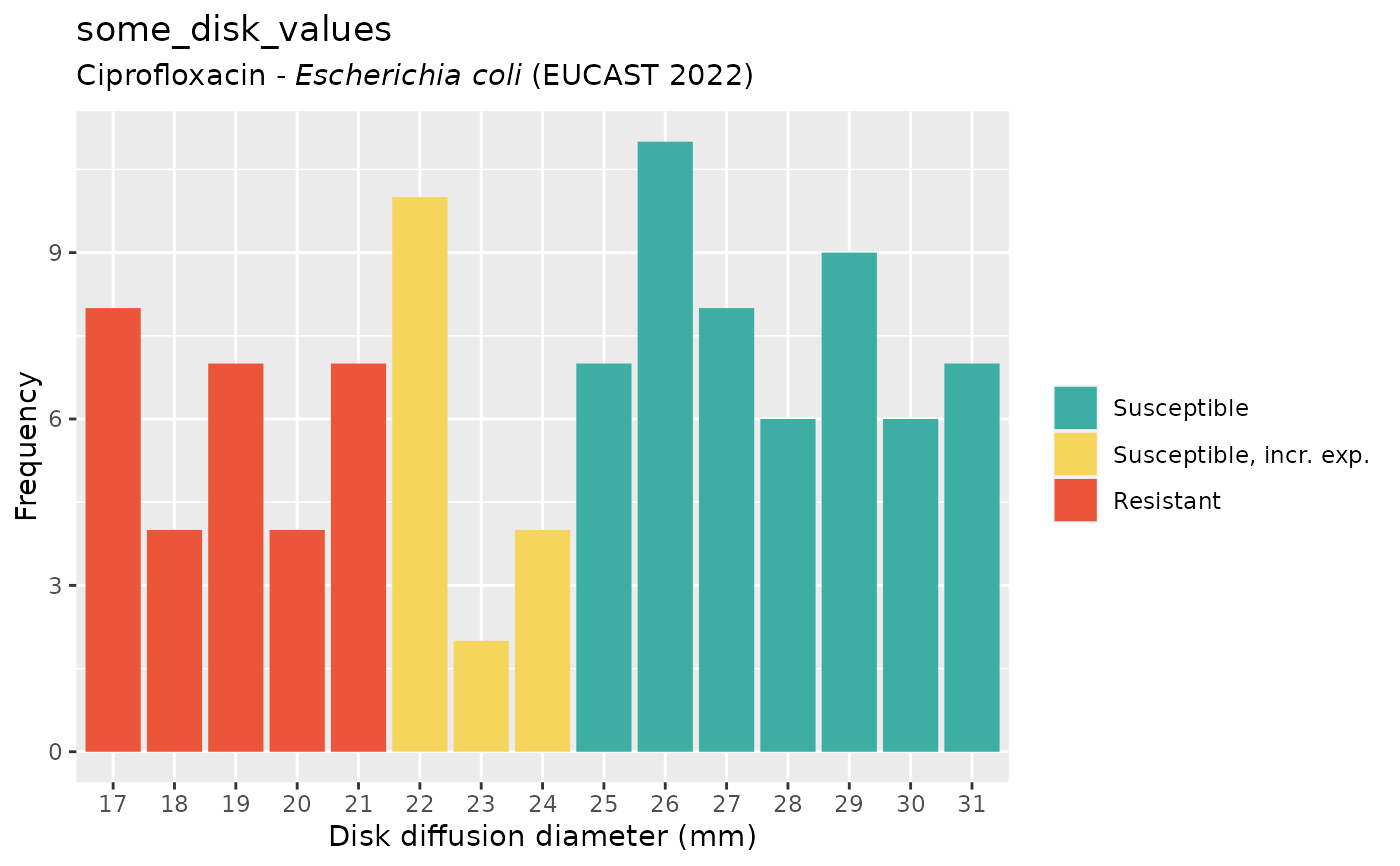 some_disk_values
Ciprofloxacin - Escherichia coli (EUCAST 2022)
Frequency
9
6
3
0
17 18 19 20 21 22 23 24 25 26 27 28 29 30 31
Disk diffusion diameter (mm)
Susceptible
Susceptible, incr. exp.
Resistant